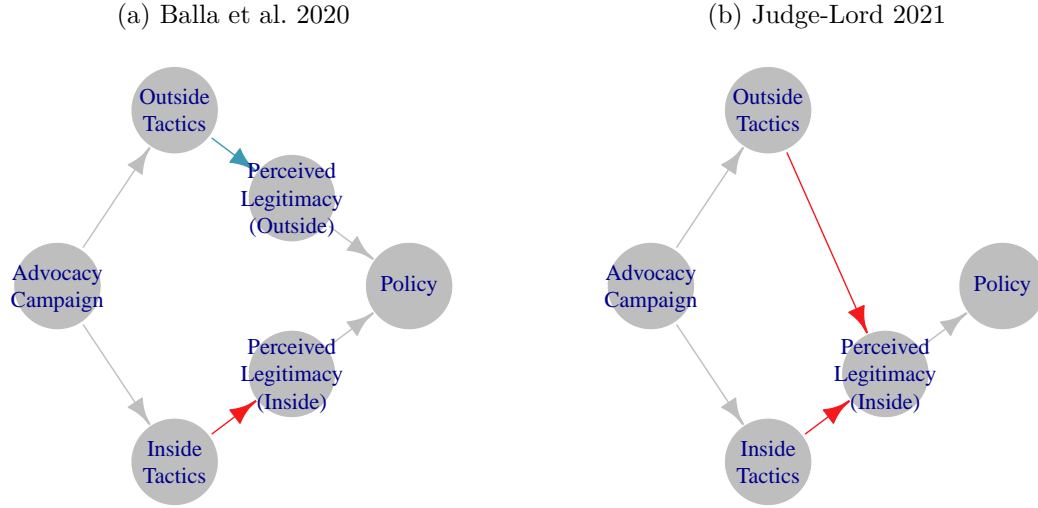 (a) Balla et al. 2020
Outside
Tactics
Perceived
Legitimacy
(Outside)
Advocacy
Campaign
Policy
Perceived
Legitimacy
(Inside)
Inside
Tactics
(b) Judge-Lord 2021
Outside
Tactics
Advocacy
Campaign
Policy
Perceived
Legitimacy
(Inside)
Inside
Tactics